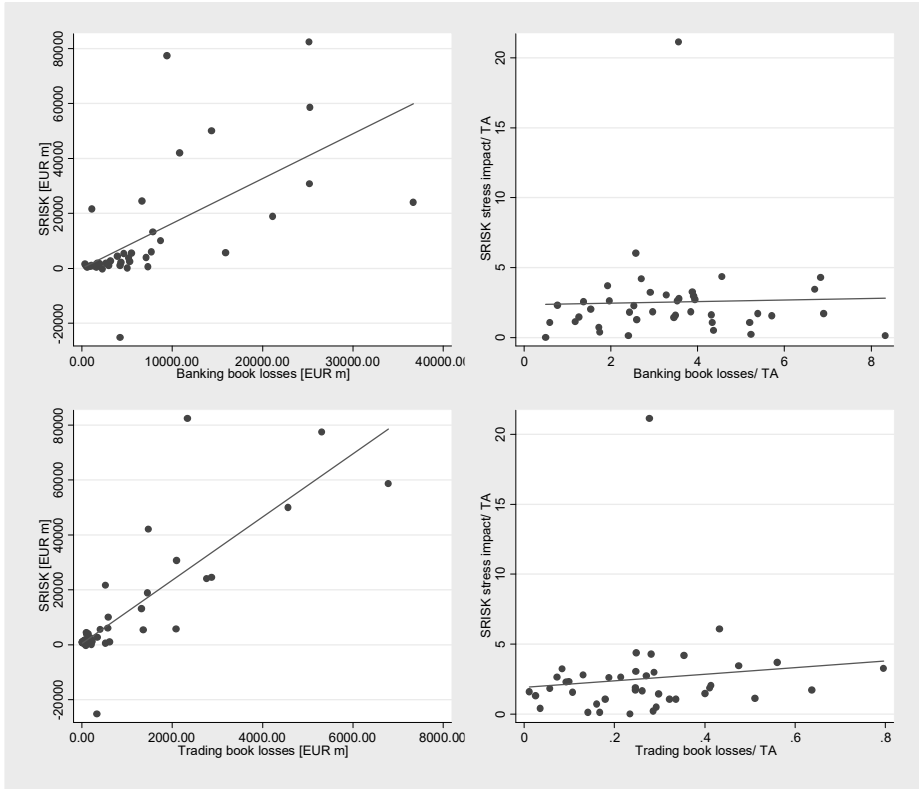 SRISK [EUR m]
80000
60000
40000
20000
0
-20000
0.00 10000.00 20000.00 30000.00 40000.00
Banking book losses [EUR m]
SRISK stress impact/ TA
20
15
10
5
0
0 2 4 6 8
Banking book losses/ TA
SRISK [EUR m]
80000
60000
40000
20000
0
-20000
0.00 2000.00 4000.00 6000.00 8000.00
Trading book losses [EUR m]
SRISK stress impact/ TA
20
15
10
5
0
0 .2 .4 .6 .8
Trading book losses/ TA